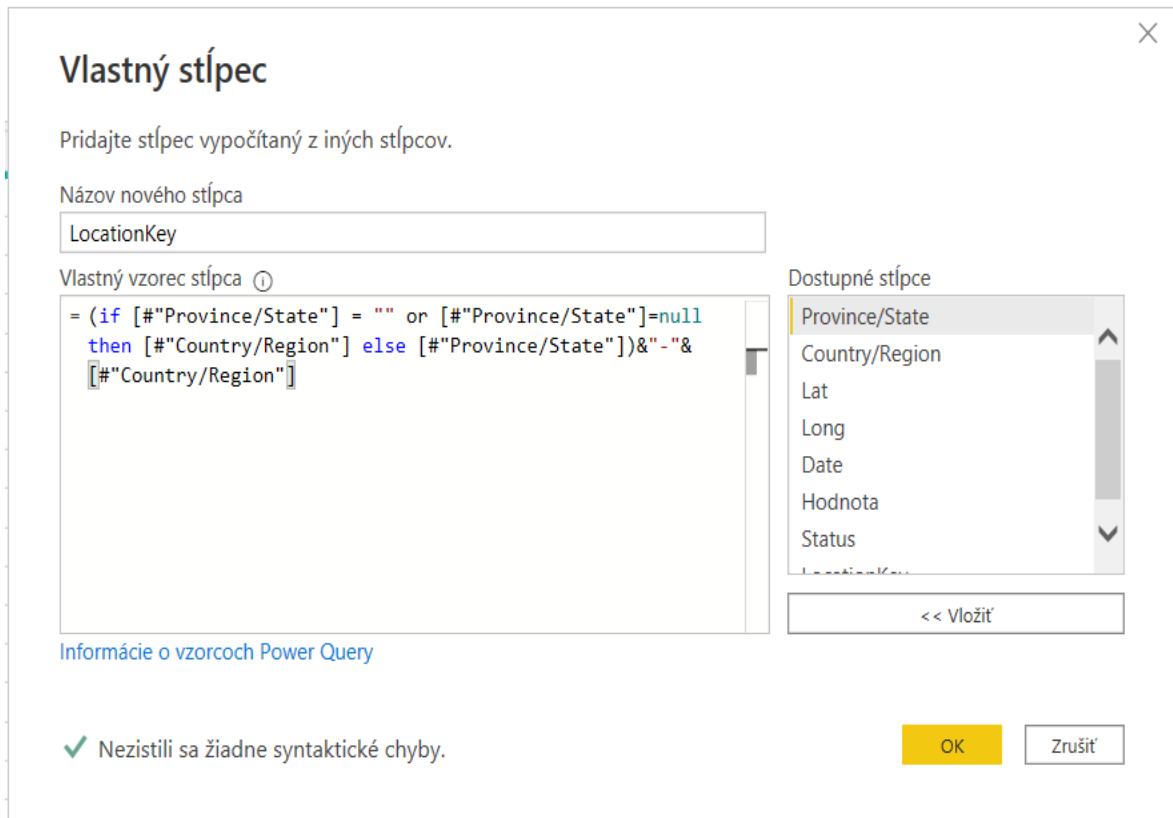 Vlastný stĺpec
Pridajte stĺpec vypočítaný z iných stĺpcov.
Názov nového stĺpca
LocationKey
Vlastný vzorec stĺpca
= (if [#"Province/State"] = "" or [#"Province/State"]=null
then [#"Country/Region"] else [#"Province/State"])&"-"&
[#"Country/Region"]
Dostupné stĺpce
Province/State
Country/Region
Lat
Long
Date
Hodnota
Status
LocationKey
<< Vložiť
Informácie o vzorcoch Power Query
Nezistili sa žiadne syntaktické chyby.
OK
Zrušiť